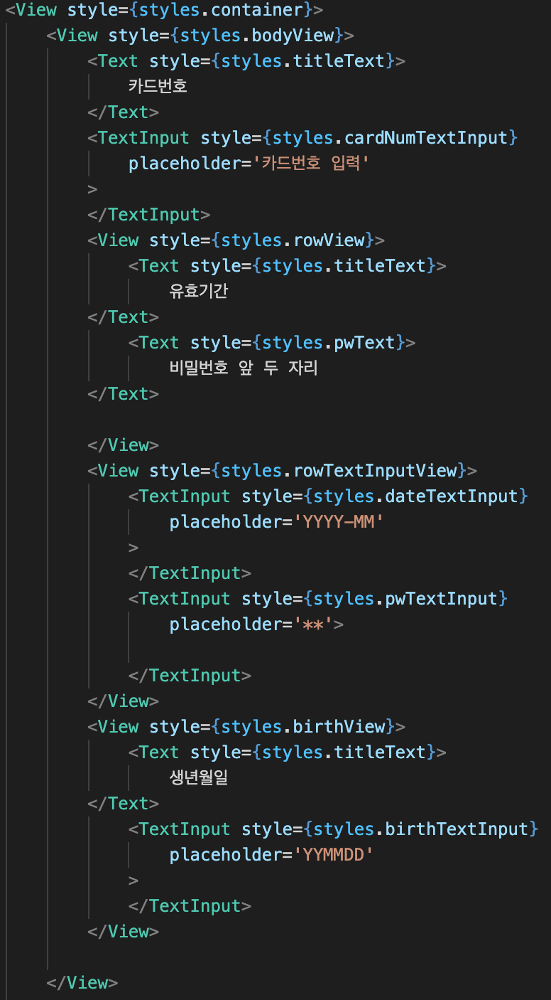 <View style={styles.container}>
<View style={styles.bodyView}>
<Text style={styles.titleText}>
카드번호
</Text>
<TextInput style={styles.cardNumTextInput}
placeholder='카드번호 입력'
>
</TextInput>
<View style={styles.rowView}>
<Text style={styles.titleText}>
유효기간
</Text>
<Text style={styles.pwText}>
비밀번호 앞 두 자리
</Text>
</View>
<View style={styles.rowTextInputView}>
<TextInput style={styles.dateTextInput}
placeholder='YYYY-MM'
>
</TextInput>
<TextInput style={styles.pwTextInput}
placeholder='**'>
</TextInput>
</View>
<View style={styles.birthView}>
<Text style={styles.titleText}>
생년월일
</Text>
<TextInput style={styles.birthTextInput}
placeholder='YYMMDD'
>
</TextInput>
</View>
</View>